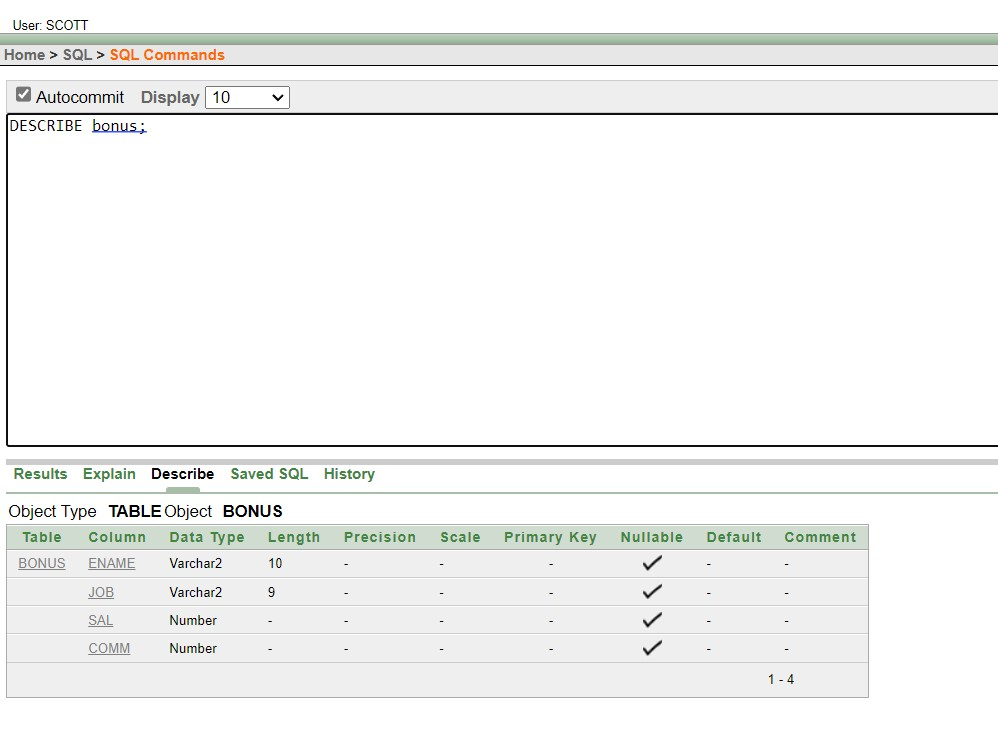 User: SCOTT
Home > SQL > SQL Commands
Autocommit Display 10
DESCRIBE bonus;
Results Explain Describe Saved SQL History
Object Type TABLE Object BONUS
Table Column Data Type Length Precision Scale Primary Key Nullable Default Comment
BONUS ENAME Varchar2 10 - - - - -
JOB Varchar2 9 - - - - -
SAL Number - - - - - -
COMM Number - - - - - -
1 - 4